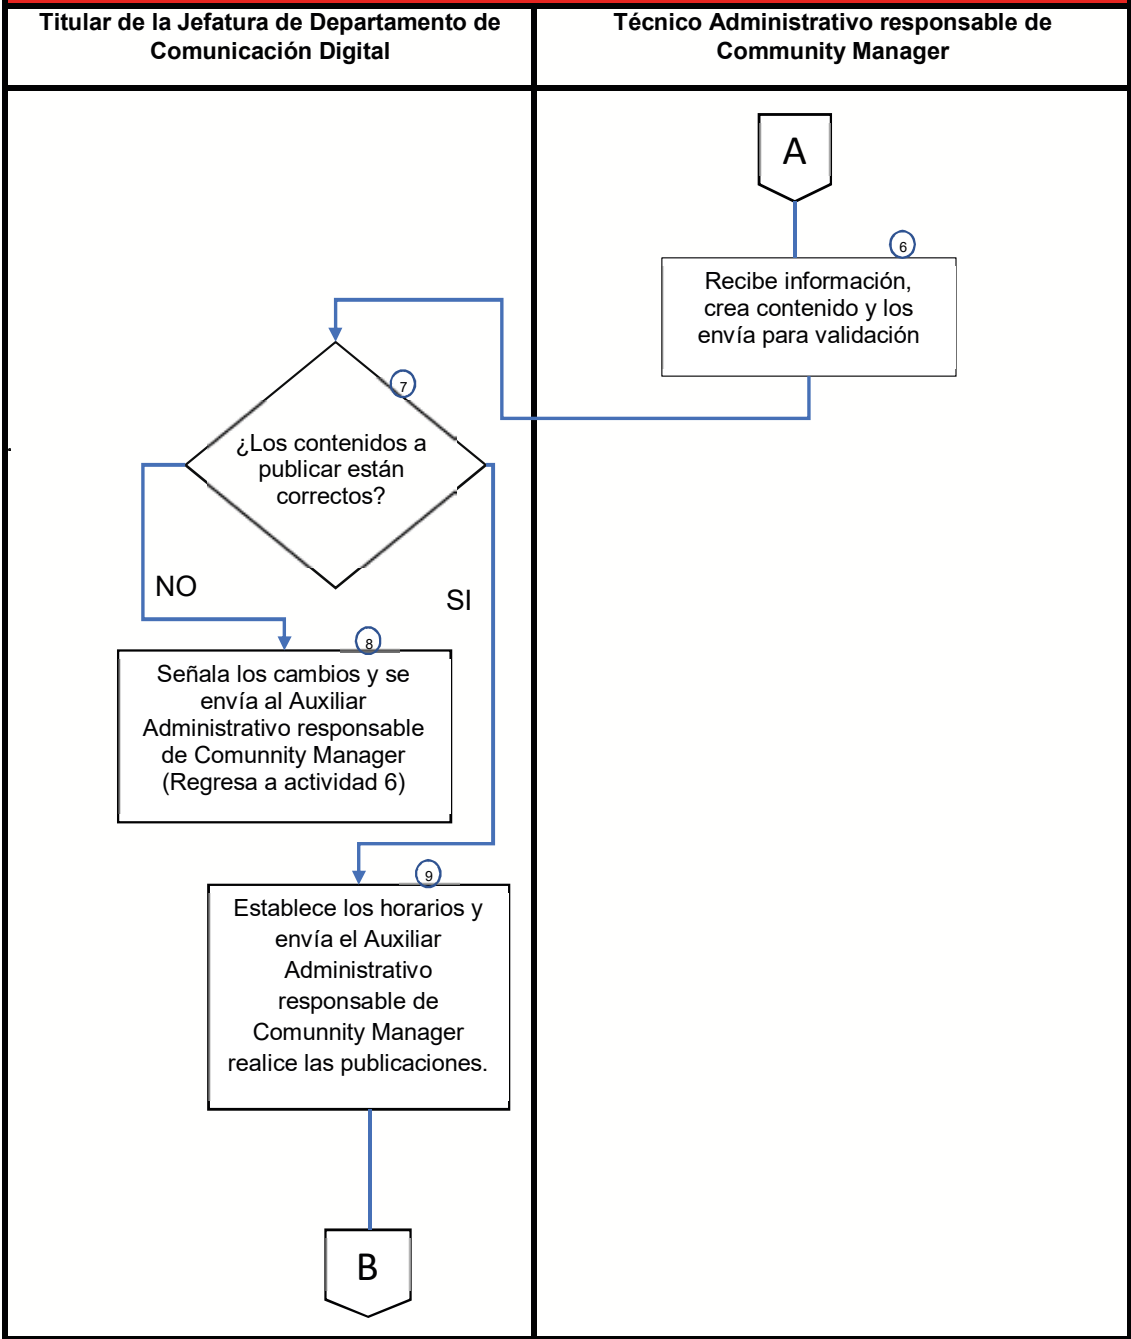 Titular de la Jefatura de Departamento de
Comunicación Digital
Técnico Administrativo responsable de
Community Manager
A
6
Recibe información,
crea contenido y los
envía para validación
7
¿Los contenidos a
publicar están
correctos?
NO
SI
8
Señala los cambios y se
envía al Auxiliar
Administrativo responsable
de Comunnity Manager
(Regresa a actividad 6)
9
Establece los horarios y
envía el Auxiliar
Administrativo
responsable de
Comunnity Manager
realice las publicaciones.
B